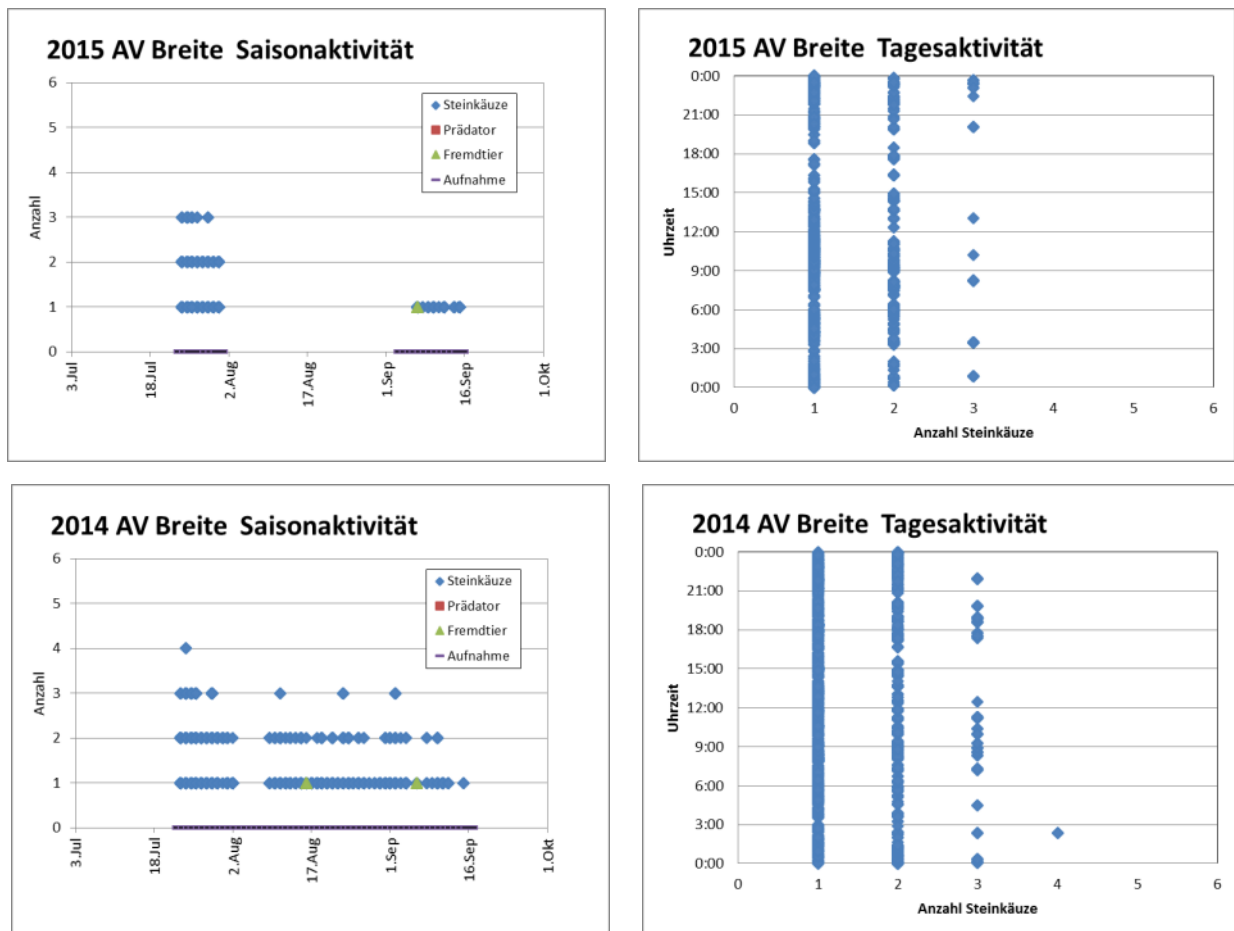 2015 AV Breite Saisonaktivität
6
5
4
3
2
1
0
Anzahl
Steinkäuze
Prädator
Fremdtier
Aufnahme
3.Jul
18.Jul
2.Aug
17.Aug
1.Sep
16.Sep
1.Okt
2015 AV Breite Tagesaktivität
0:00
21:00
18:00
15:00
12:00
9:00
6:00
3:00
0:00
Uhrzeit
0 1 2 3 4 5 6
Anzahl Steinkäuze
2014 AV Breite Saisonaktivität
6
5
4
3
2
1
0
Anzahl
Steinkäuze
Prädator
Fremdtier
Aufnahme
3.Jul
18.Jul
2.Aug
17.Aug
1.Sep
16.Sep
1.Okt
2014 AV Breite Tagesaktivität
0:00
21:00
18:00
15:00
12:00
9:00
6:00
3:00
0:00
Uhrzeit
0 1 2 3 4 5 6
Anzahl Steinkäuze